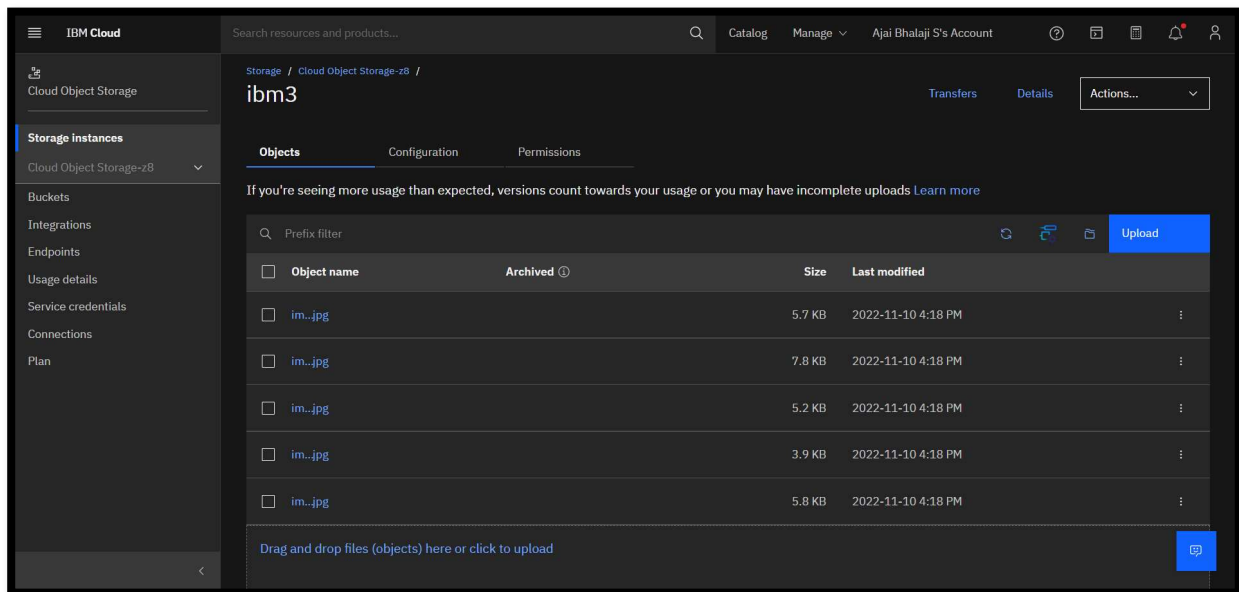 IBM Cloud
Search resources and products...
Catalog
Manage
Ajai Bhalaji S's Account
Cloud Object Storage
Storage instances
Cloud Object Storage-z8
Buckets
Integrations
Endpoints
Usage details
Service credentials
Connections
Plan
Storage / Cloud Object Storage-z8 /
ibm3
Transfers
Details
Actions...
Objects
Configuration
Permissions
If you're seeing more usage than expected, versions count towards your usage or you may have incomplete uploads Learn more
Prefix filter
Upload
Object name Archived Size Last modified
im...jpg 5.7 KB 2022-11-10 4:18 PM
im...jpg 7.8 KB 2022-11-10 4:18 PM
im...jpg 5.2 KB 2022-11-10 4:18 PM
im...jpg 3.9 KB 2022-11-10 4:18 PM
im...jpg 5.8 KB 2022-11-10 4:18 PM
Drag and drop files (objects) here or click to upload